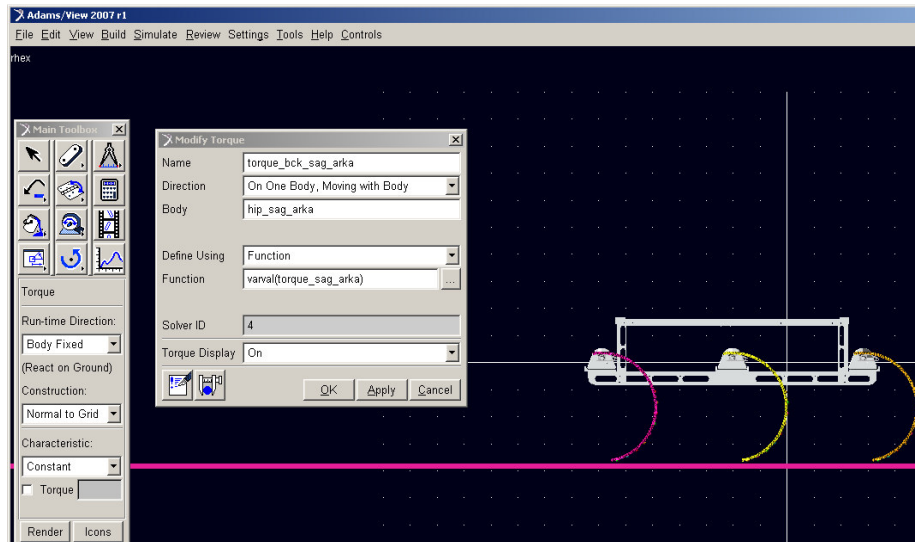 Adams/View 2007 r1
File Edit View Build Simulate Review Settings Tools Help Controls
rhex
Main Toolbox
Torque
Run-time Direction:
Body Fixed
(React on Ground)
Construction:
Normal to Grid
Characteristic:
Constant
Torque
Render Icons
Modify Torque
Name torque_bck_sag_arka
Direction On One Body, Moving with Body
Body hip_sag_arka
Define Using Function
Function varval(torque_sag_arka) ...
Solver ID 4
Torque Display On
OK Apply Cancel